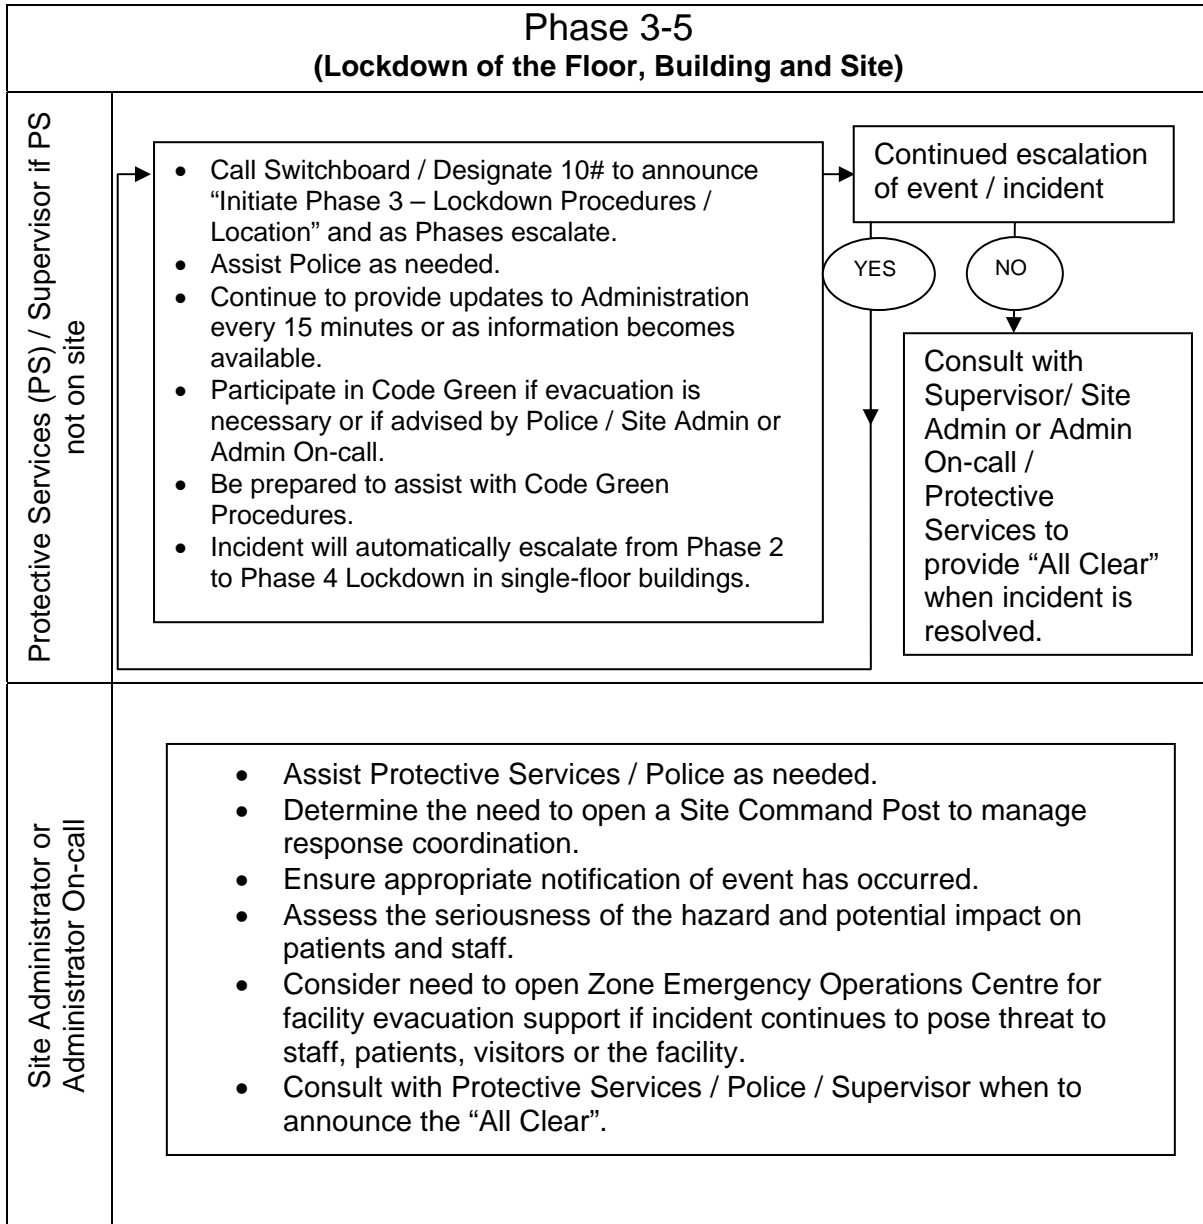 Phase 3-5
(Lockdown of the Floor, Building and Site)
Protective Services (PS) / Supervisor if PS
not on site
• Call Switchboard / Designate 10# to announce
“Initiate Phase 3 – Lockdown Procedures /
Location” and as Phases escalate.
• Assist Police as needed.
• Continue to provide updates to Administration
every 15 minutes or as information becomes
available.
• Participate in Code Green if evacuation is
necessary or if advised by Police / Site Admin or
Admin On-call.
• Be prepared to assist with Code Green
Procedures.
• Incident will automatically escalate from Phase 2
to Phase 4 Lockdown in single-floor buildings.
Continued escalation
of event / incident
YES
NO
Consult with
Supervisor/ Site
Admin or Admin
On-call /
Protective
Services to
provide “All Clear”
when incident is
resolved.
Site Administrator or
Administrator On-call
• Assist Protective Services / Police as needed.
• Determine the need to open a Site Command Post to manage
response coordination.
• Ensure appropriate notification of event has occurred.
• Assess the seriousness of the hazard and potential impact on
patients and staff.
• Consider need to open Zone Emergency Operations Centre for
facility evacuation support if incident continues to pose threat to
staff, patients, visitors or the facility.
• Consult with Protective Services / Police / Supervisor when to
announce the “All Clear”.